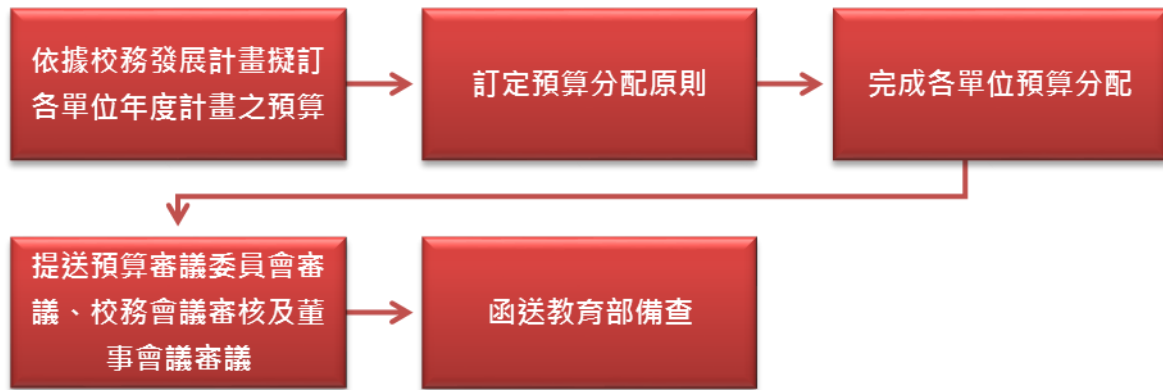 依據校務發展計畫擬訂
各單位年度計畫之預算
訂定預算分配原則
完成各單位預算分配
提送預算審議委員會審
議、校務會議審核及董
事會議審議
函送教育部備查